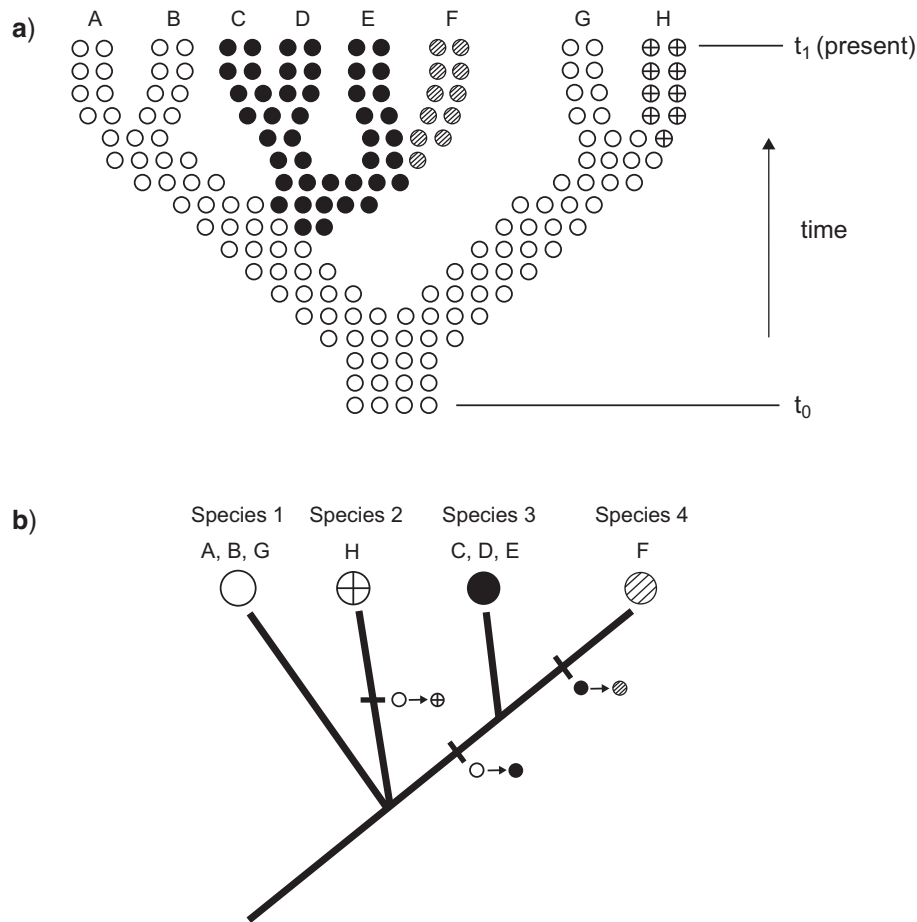 a)
A B C D E F G H
t1 (present)
time
t0
b)
Species 1 Species 2 Species 3 Species 4
A, B, G H C, D, E F